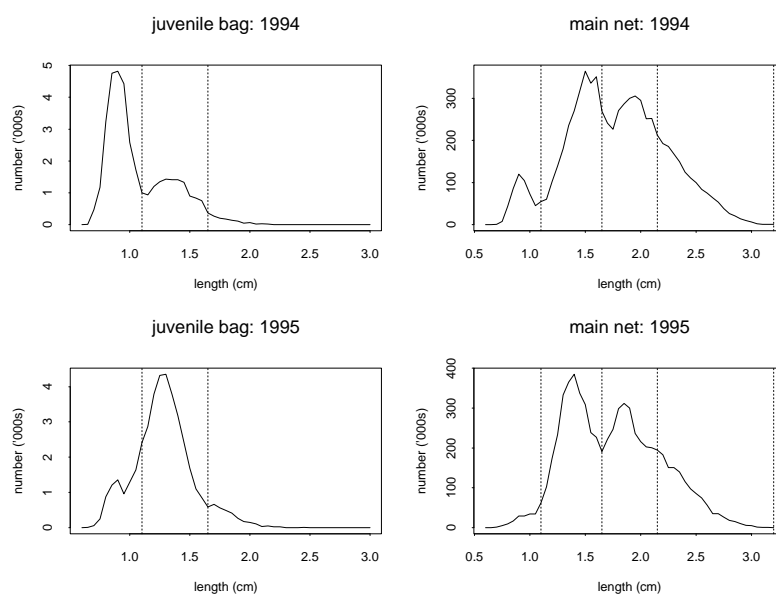 juvenile bag: 1994
number ('000s)
5
4
3
2
1
0
1.0 1.5 2.0 2.5 3.0
length (cm)
main net: 1994
number ('000s)
300
200
100
0
0.5 1.0 1.5 2.0 2.5 3.0
length (cm)
juvenile bag: 1995
number ('000s)
4
3
2
1
0
1.0 1.5 2.0 2.5 3.0
length (cm)
main net: 1995
number ('000s)
400
300
200
100
0
0.5 1.0 1.5 2.0 2.5 3.0
length (cm)